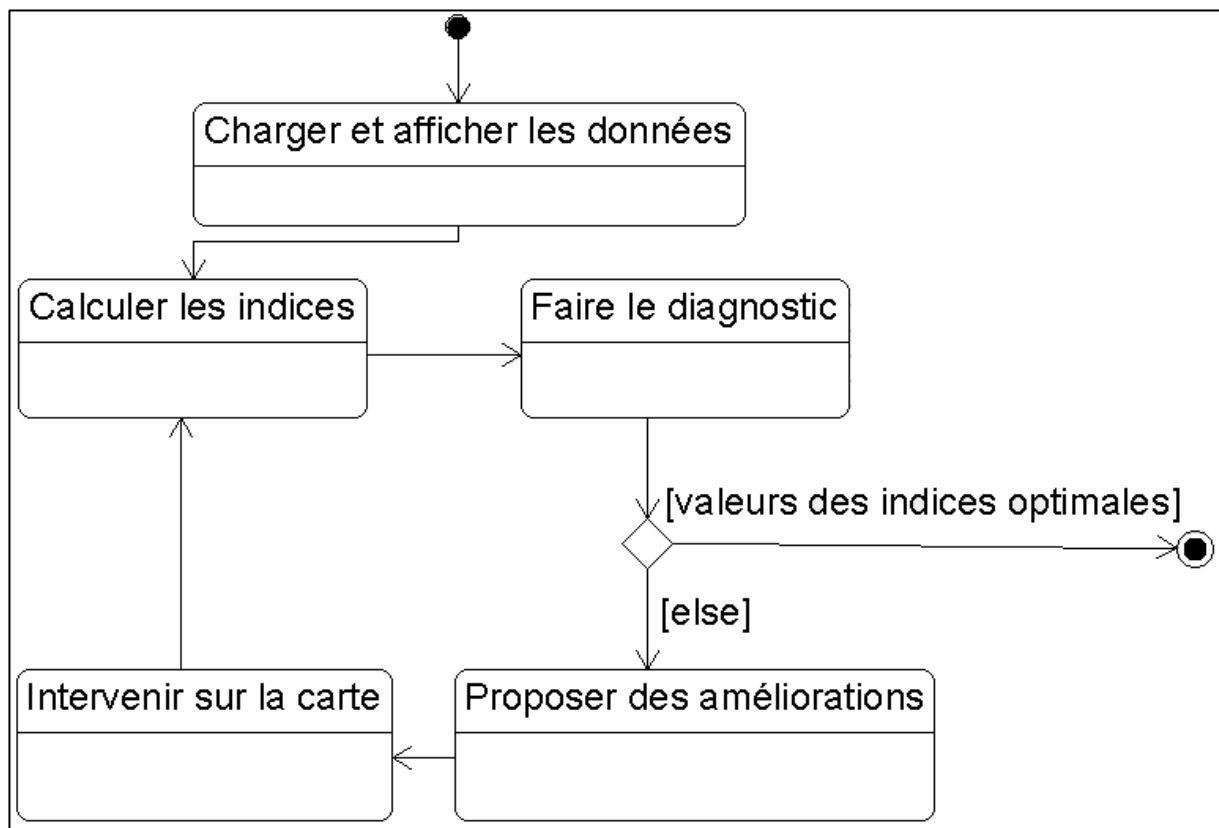 Charger et afficher les données
Calculer les indices
Faire le diagnostic
[valeurs des indices optimales]
[else]
Intervenir sur la carte
Proposer des améliorations